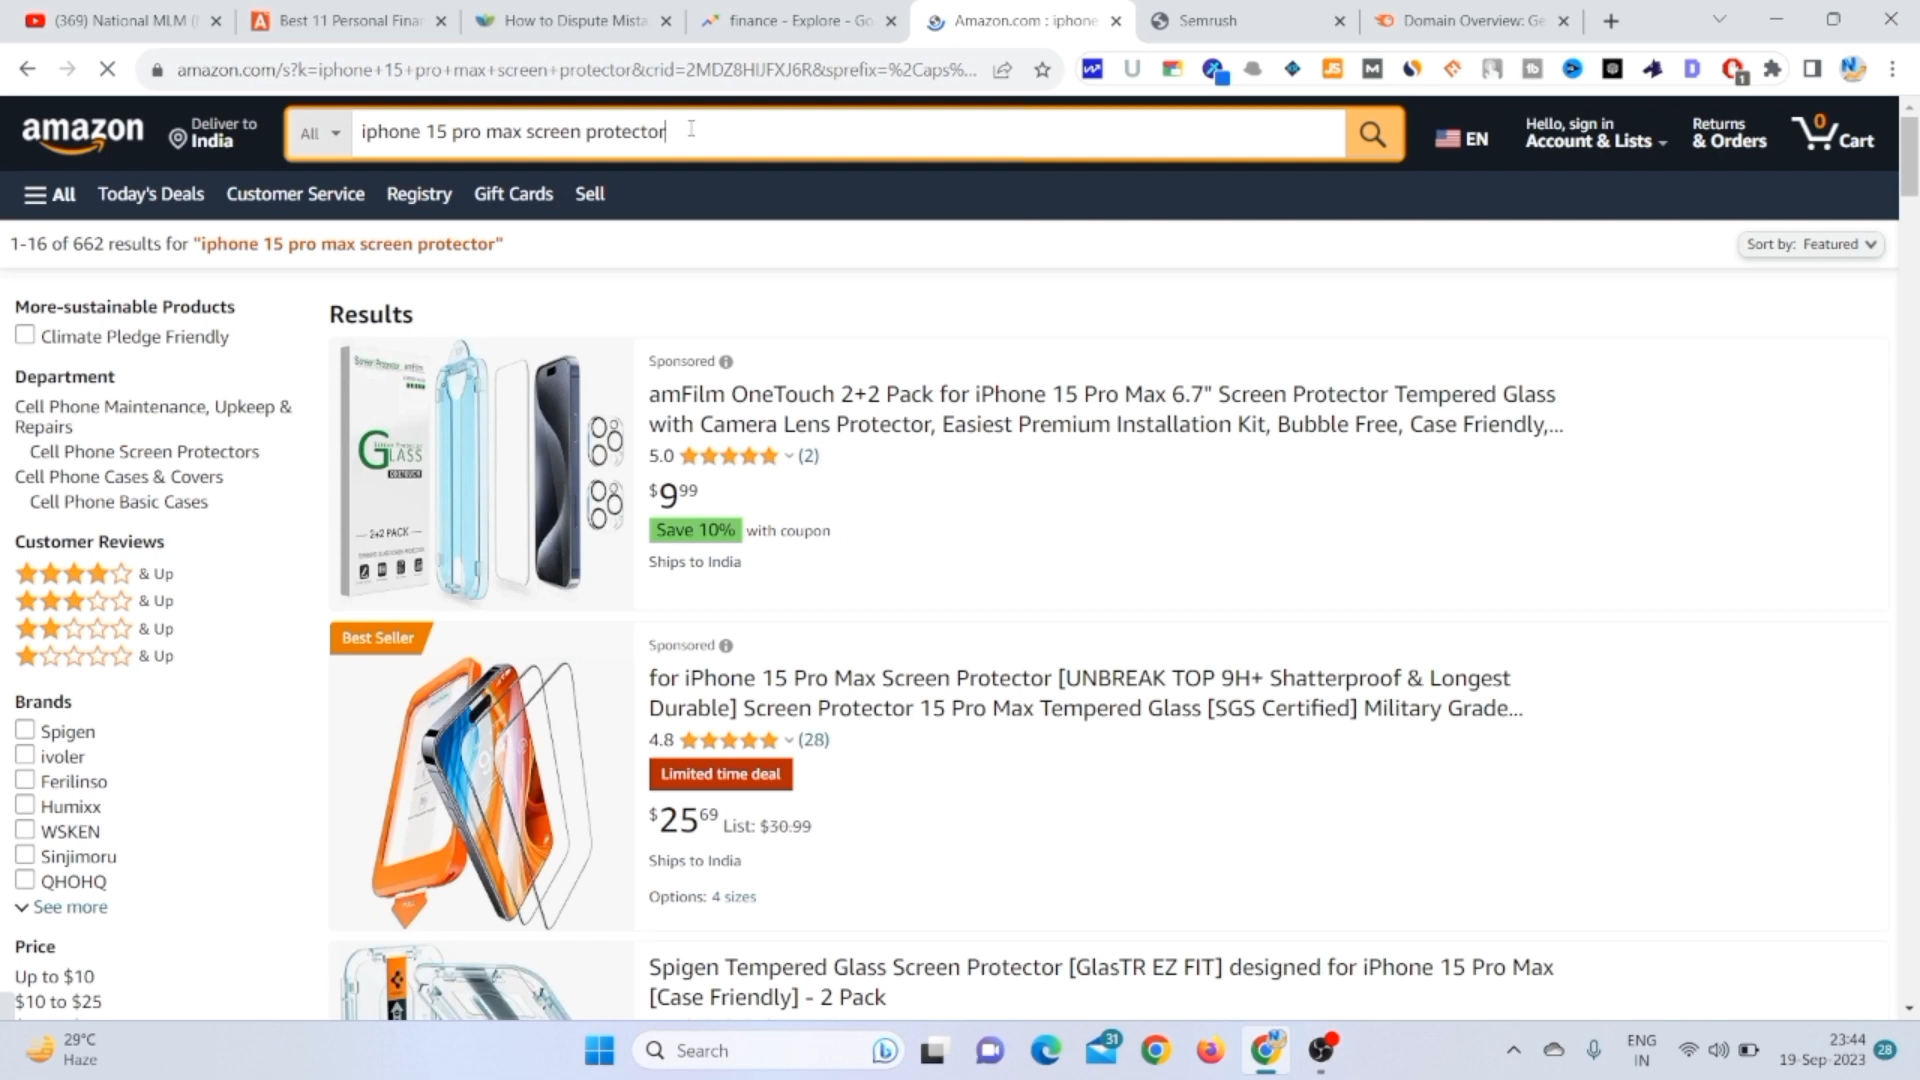 (369) National MLM (
Best 11 Personal Finar
How to Dispute Mista
finance - Explore - Go
Amazon.com : iphone
Semrush
Domain Overview: Ge
amazon.com/s?k=iphone+15+pro+max+screen+protector&crid=2MDZ8HIJFXJ6R&sprefix=%2Caps%...
amazon
Deliver to
India
All
iphone 15 pro max screen protector
EN
Hello, sign in
Account & Lists
Returns
& Orders
0
Cart
All
Today's Deals
Customer Service
Registry
Gift Cards
Sell
1-16 of 662 results for "iphone 15 pro max screen protector"
Sort by: Featured
More-sustainable Products
Climate Pledge Friendly
Department
Cell Phone Maintenance, Upkeep &
Repairs
Cell Phone Screen Protectors
Cell Phone Cases & Covers
Cell Phone Basic Cases
Customer Reviews
& Up
& Up
& Up
& Up
Brands
Spigen
ivoler
Ferilinso
Humixx
WSKEN
Sinjimoru
QHOHQ
See more
Price
Up to $10
$10 to $25
Results
Screen Protector amFilm
GLASS
ONETOUCH
2+2 PACK
Sponsored
amFilm OneTouch 2+2 Pack for iPhone 15 Pro Max 6.7" Screen Protector Tempered Glass
with Camera Lens Protector, Easiest Premium Installation Kit, Bubble Free, Case Friendly,...
5.0 (2)
$9 99
Save 10% with coupon
Ships to India
Best Seller
PULL
Sponsored
for iPhone 15 Pro Max Screen Protector [UNBREAK TOP 9H+ Shatterproof & Longest
Durable] Screen Protector 15 Pro Max Tempered Glass [SGS Certified] Military Grade...
4.8 (28)
Limited time deal
$25 69 List: $30.99
Ships to India
Options: 4 sizes
Spigen Tempered Glass Screen Protector [GlasTR EZ FIT] designed for iPhone 15 Pro Max
[Case Friendly] - 2 Pack
29°C
Haze
Search
31
ENG
IN
23:44
19-Sep-2023
28